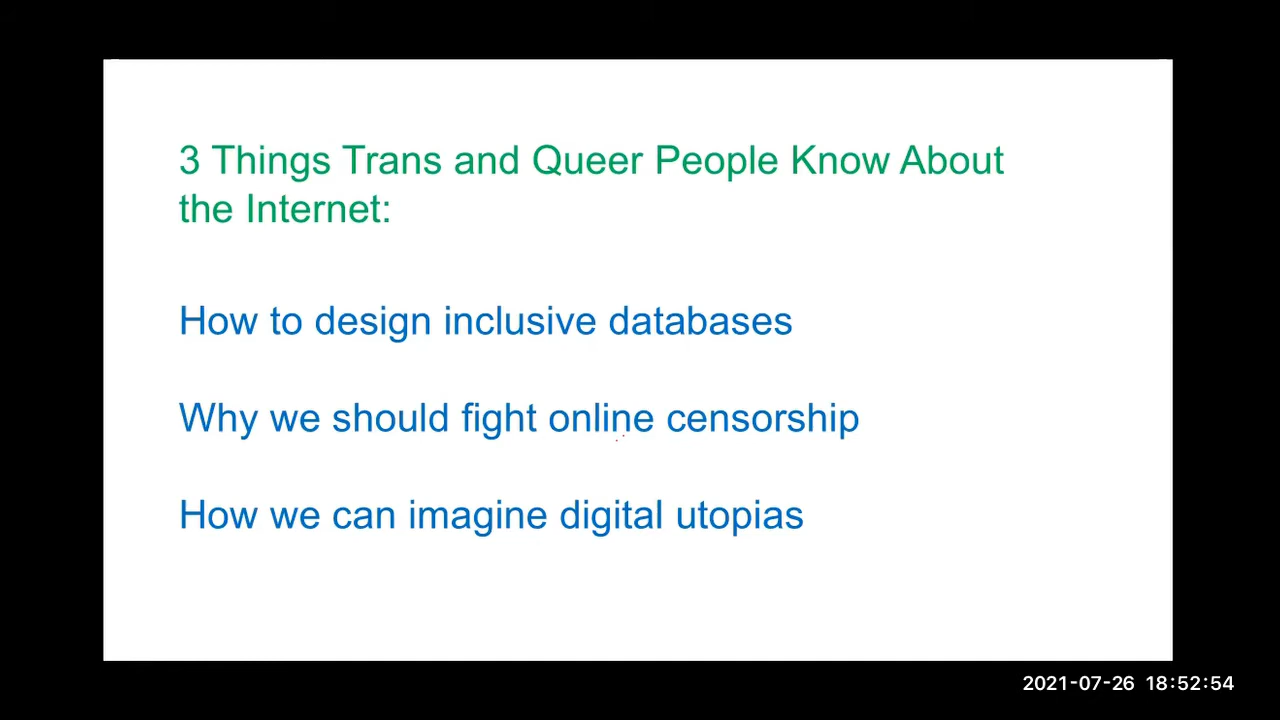 3 Things Trans and Queer People Know About
the Internet:
How to design inclusive databases
Why we should fight online censorship
How we can imagine digital utopias
2021-07-26 18:52:54